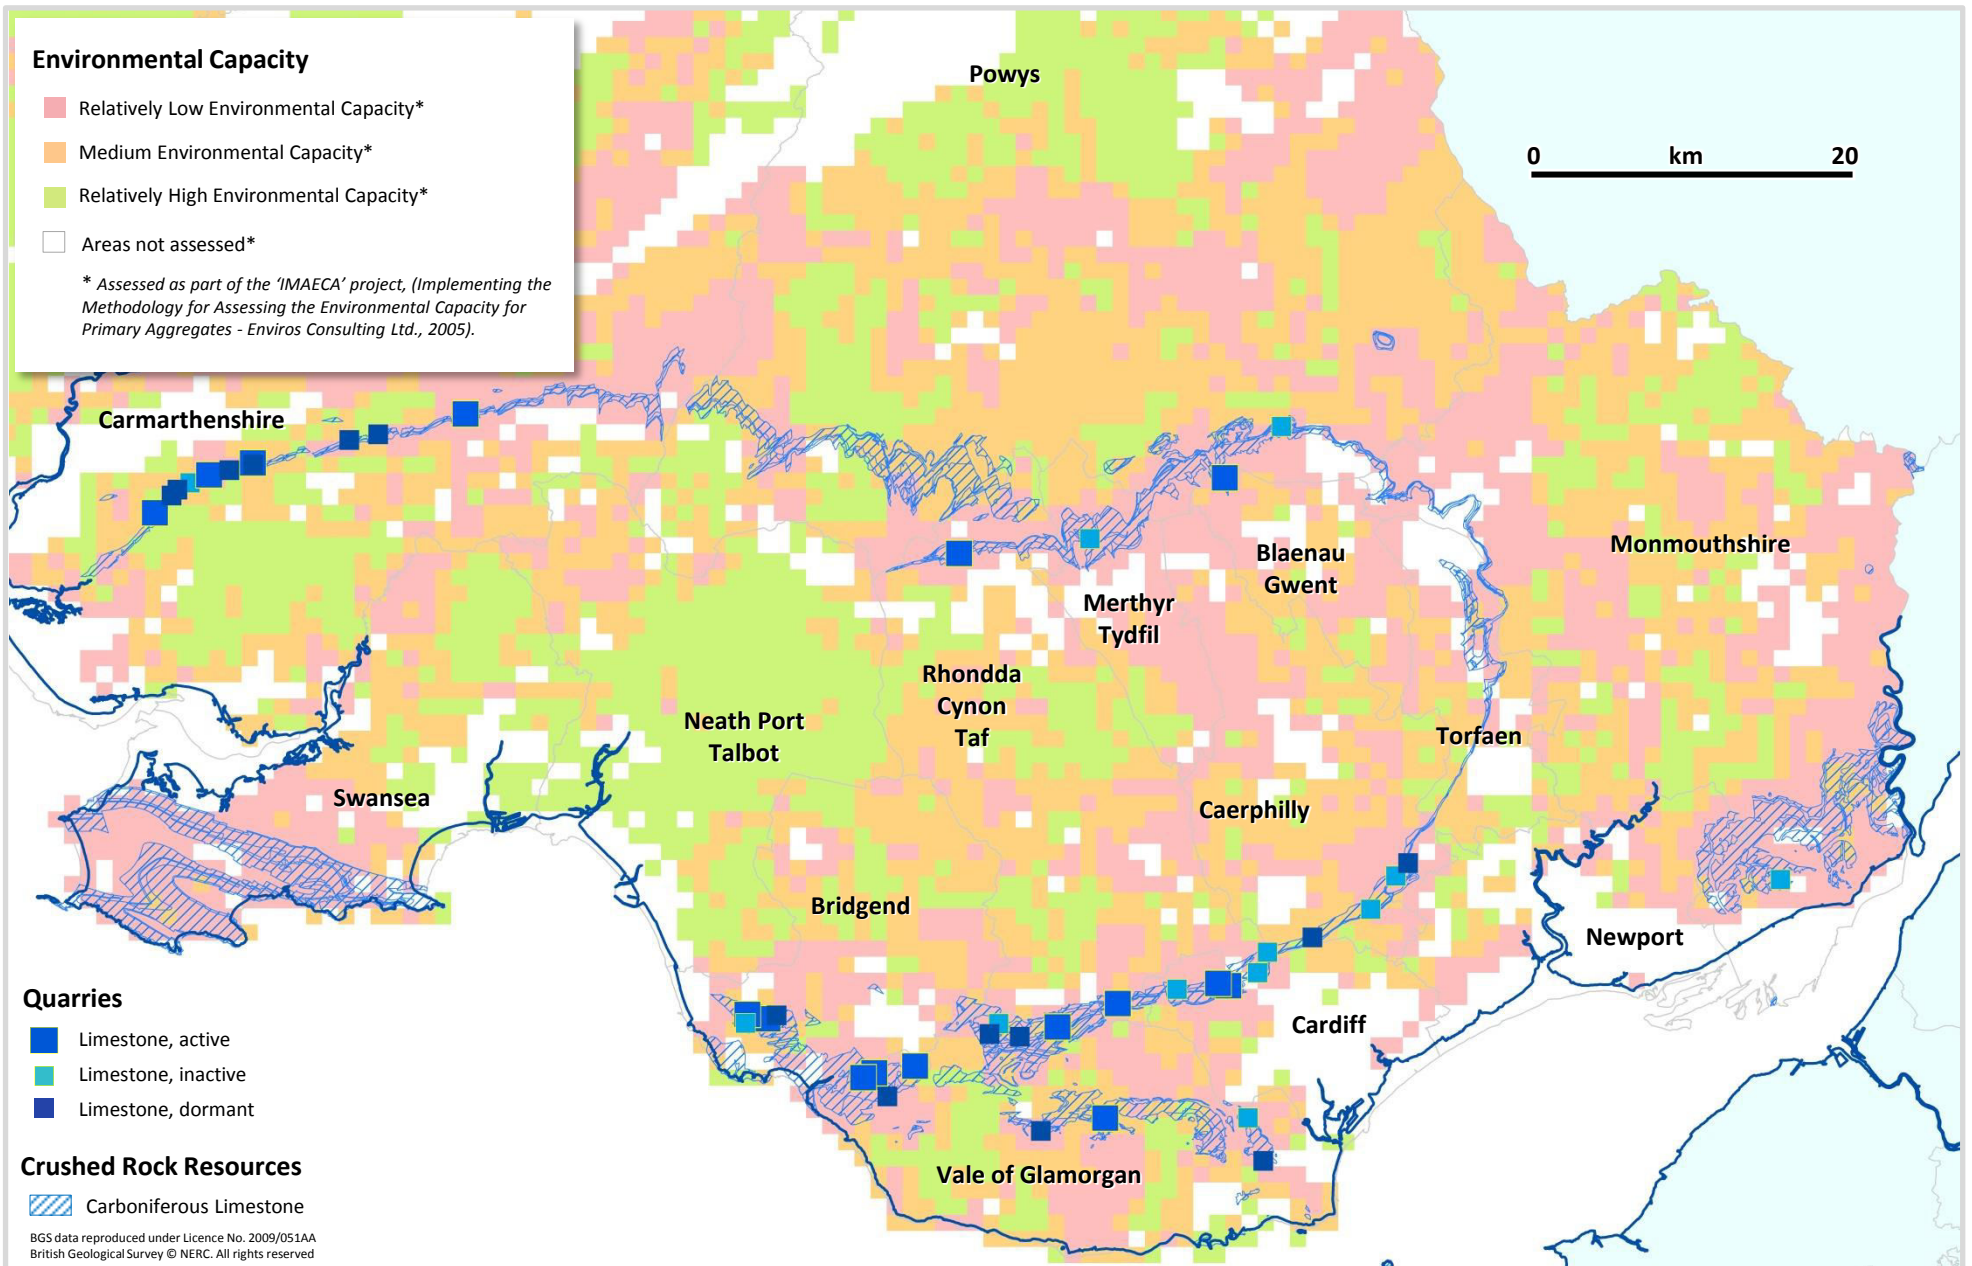 Environmental Capacity
Relatively Low Environmental Capacity*
Medium Environmental Capacity*
Relatively High Environmental Capacity*
Areas not assessed*
* Assessed as part of the ‘IMAECA’ project, (Implementing the
Methodology for Assessing the Environmental Capacity for
Primary Aggregates - Enviros Consulting Ltd., 2005).
Powys
0 km 20
Carmarthenshire
Monmouthshire
Blaenau
Gwent
Merthyr
Tydfil
Rhondda
Cynon
Taf
Neath Port
Talbot
Torfaen
Swansea
Caerphilly
Bridgend
Newport
Cardiff
Vale of Glamorgan
Quarries
Limestone, active
Limestone, inactive
Limestone, dormant
Crushed Rock Resources
Carboniferous Limestone
BGS data reproduced under Licence No. 2009/051AA
British Geological Survey © NERC. All rights reserved